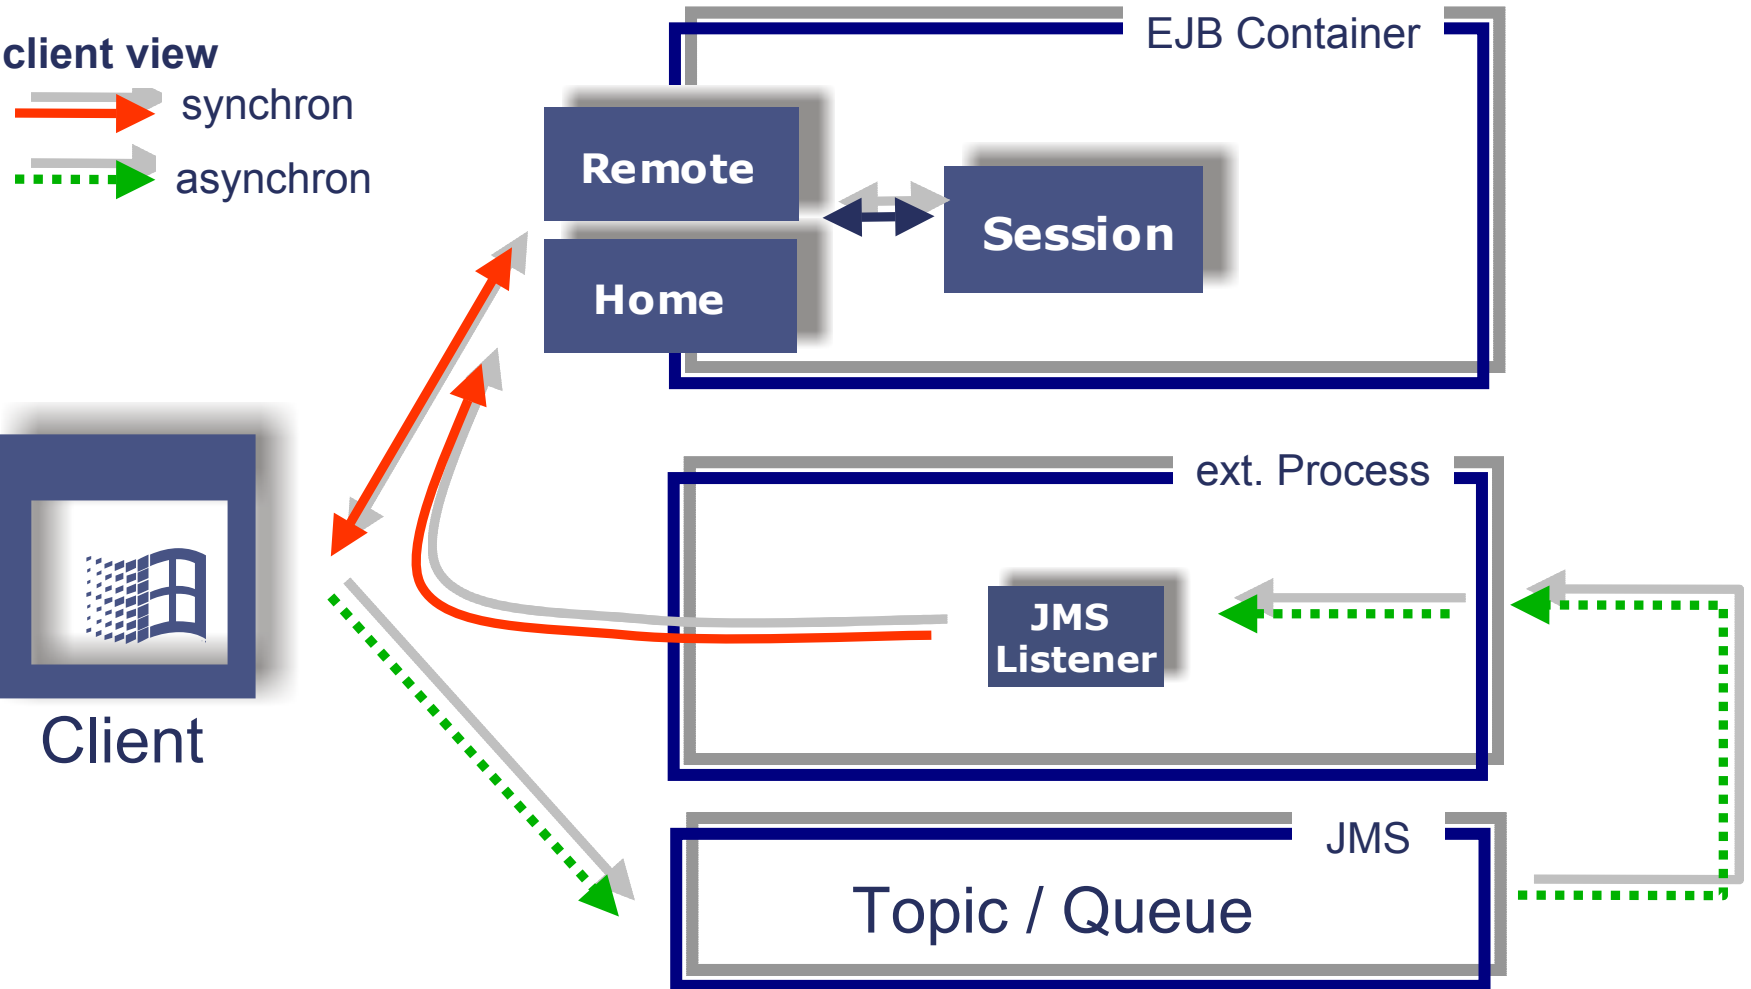 client view
synchron
asynchron
EJB Container
Remote
Home
Session
ext. Process
JMS
Listener
Client
JMS
Topic / Queue